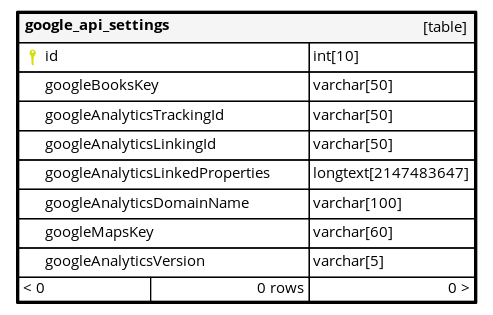 google_api_settings [table]
id int[10]
googleBooksKey varchar[50]
googleAnalyticsTrackingId varchar[50]
googleAnalyticsLinkingId varchar[50]
googleAnalyticsLinkedProperties longtext[2147483647]
googleAnalyticsDomainName varchar[100]
googleMapsKey varchar[60]
googleAnalyticsVersion varchar[5]
< 0 0 rows 0 >